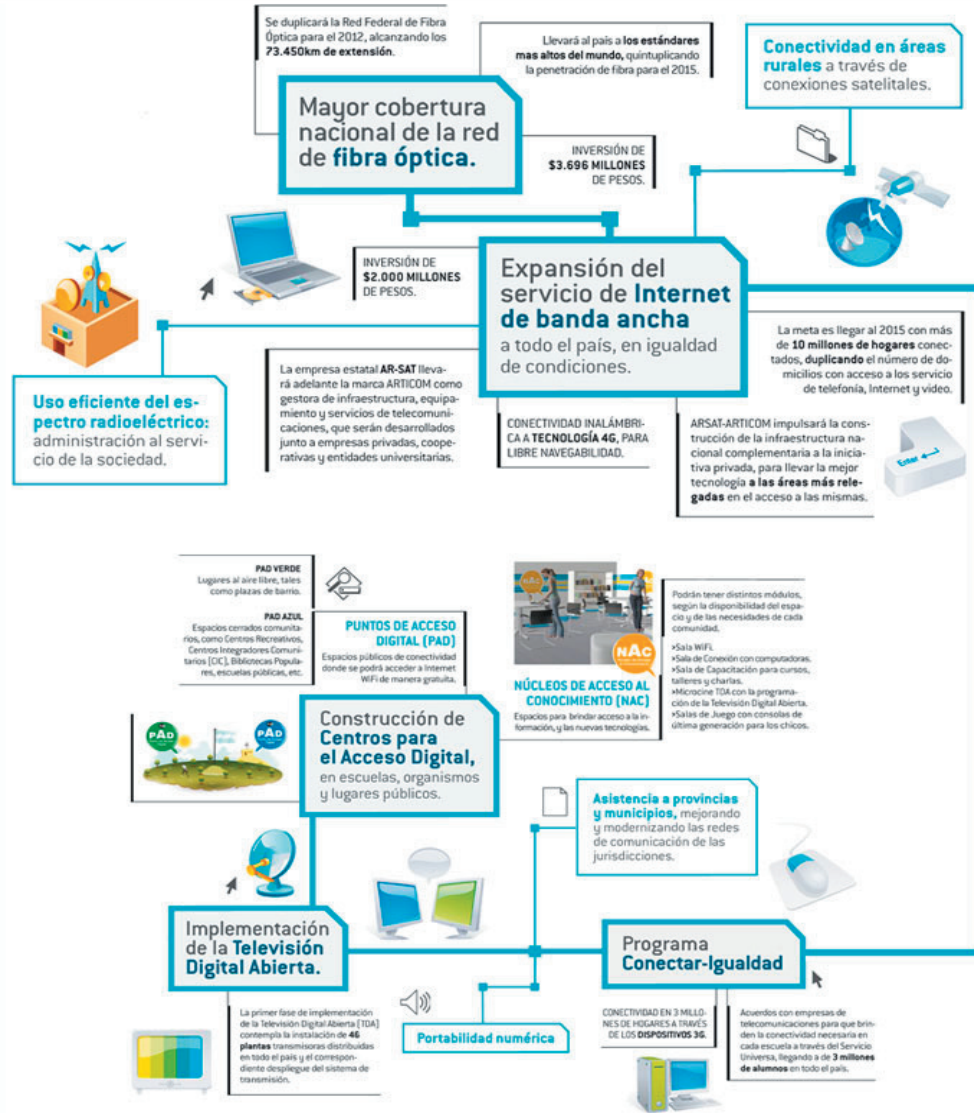 Se duplicará la Red Federal de Fibra
Óptica para el 2012, alcanzando los
73.450km de extensión.
Llevará al país a los estándares
mas altos del mundo, quintuplicando
la penetración de fibra para el 2015.
Conectividad en áreas
rurales a través de
conexiones satelitales.
Mayor cobertura
nacional de la red
de fibra óptica.
INVERSIÓN DE
$3.696 MILLONES
DE PESOS.
INVERSIÓN DE
$2.000 MILLONES
DE PESOS.
Expansión del
servicio de Internet
de banda ancha
a todo el país, en igualdad
de condiciones.
La meta es llegar al 2015 con más
de 10 millones de hogares conec-
tados, duplicando el número de do-
micilios con acceso a los servicio
de telefonía, Internet y video.
Uso eficiente del es-
pectro radioeléctrico:
administración al servi-
cio de la sociedad.
La empresa estatal AR-SAT lleva-
rá adelante la marca ARTICOM como
gestora de infraestructura, equipa-
miento y servicios de telecomuni-
caciones, que serán desarrollados
junto a empresas privadas, coope-
rativas y entidades universitarias.
CONECTIVIDAD INALÁMBRI-
CA A TECNOLOGÍA 4G, PARA
LIBRE NAVEGABILIDAD.
ARSAT-ARTICOM impulsará la cons-
trucción de la infraestructura na-
cional complementaria a la inicia-
tiva privada, para llevar la mejor
tecnología a las áreas más rele-
gadas en el acceso a las mismas.
Enter
PAD VERDE
Lugares al aire libre, tales
como plazas de barrio.
PAD AZUL
Espacios cerrados comunita-
rios, como Centros Recreativos,
Centros Integradores Comuni-
tarios (CIC), Bibliotecas Popula-
res, escuelas públicas, etc.
PUNTOS DE ACCESO
DIGITAL (PAD)
Espacios públicos de conectividad
donde se podrá acceder a Internet
WiFi de manera gratuita.
NAC
NAC
NÚCLEOS DE ACCESO AL
CONOCIMIENTO (NAC)
Espacios para brindar acceso a la in-
formación, y las nuevas tecnologías.
Podrán tener distintos módulos,
según la disponibilidad del espa-
cio y de las necesidades de cada
comunidad.
»Sala WiFi.
»Sala de Conexión con computadoras.
»Sala de Capacitación para cursos,
talleres y charlas.
»Microcine TDA con la programa-
ción de la Televisión Digital Abierta.
»Salas de Juego con consolas de
última generación para los chicos.
PAD
PAD
Construcción de
Centros para
el Acceso Digital,
en escuelas, organismos
y lugares públicos.
Asistencia a provincias
y municipios, mejorando
y modernizando las redes
de comunicación de las
jurisdicciones.
Implementación
de la Televisión
Digital Abierta.
Programa
Conectar-Igualdad
La primer fase de implementación
de la Televisión Digital Abierta (TDA)
contempla la instalación de 46
plantas transmisoras distribuidas
en todo el país y el correspon-
diente despliegue del sistema de
transmisión.
Portabilidad numérica
CONECTIVIDAD EN 3 MILLO-
NES DE HOGARES A TRAVÉS
DE LOS DISPOSITIVOS 3G.
Acuerdos con empresas de
telecomunicaciones para que brin-
den la conectividad necesaria en
cada escuela a través del Servicio
Universa, llegando a de 3 millones
de alumnos en todo el país.